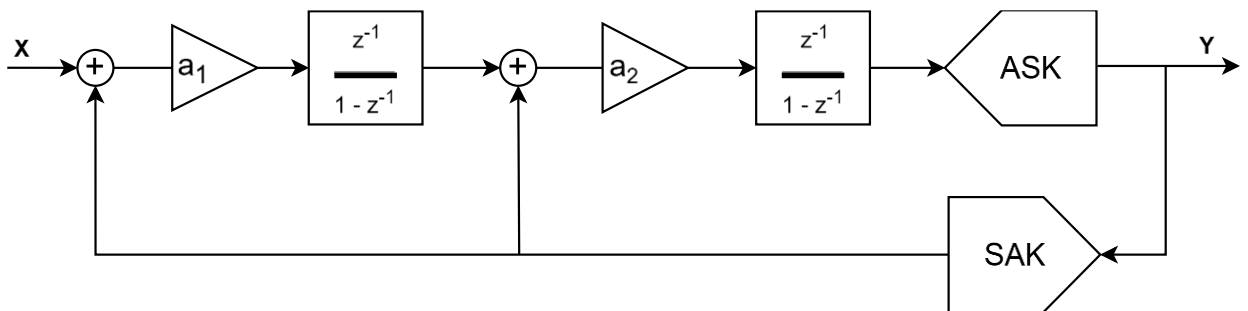 X
+
a₁
z⁻¹
1 - z⁻¹
+
a₂
z⁻¹
1 - z⁻¹
ASK
Y
SAK